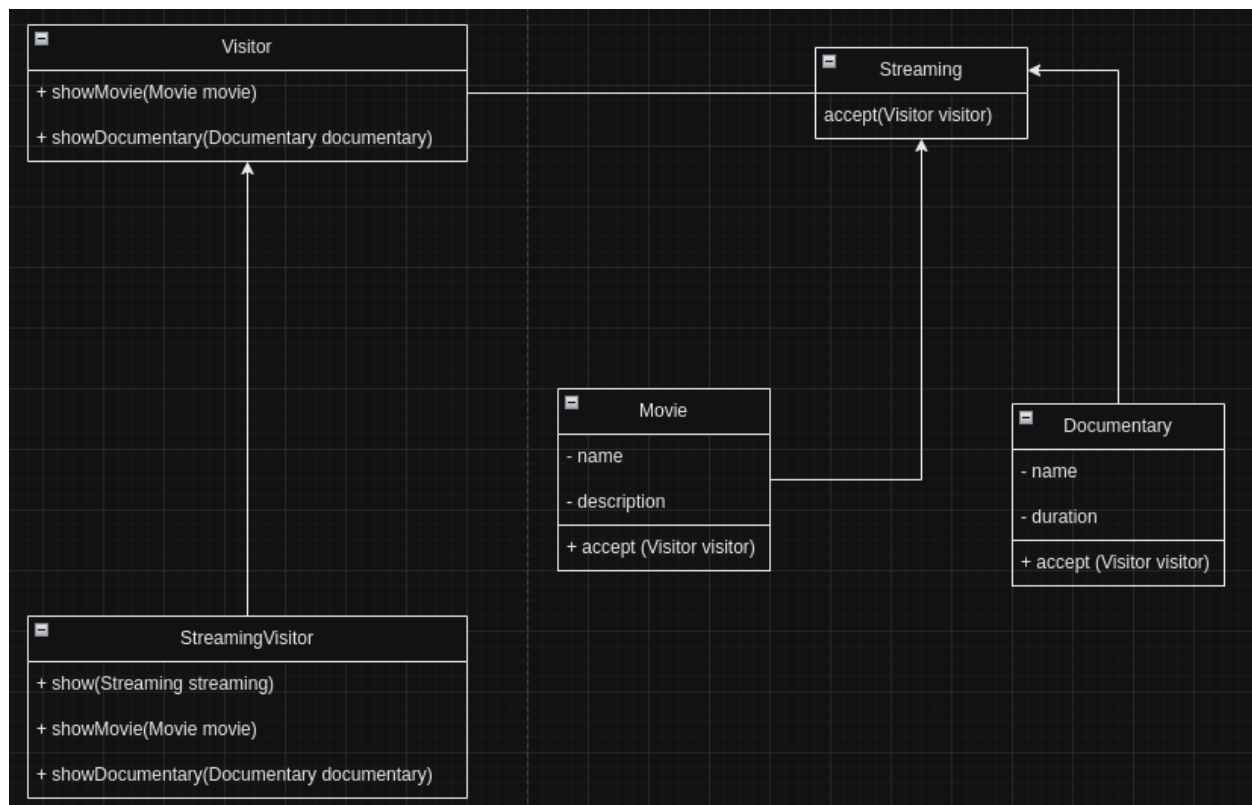 Visitor
+ showMovie(Movie movie)
+ showDocumentary(Documentary documentary)
Streaming
accept(Visitor visitor)
Movie
- name
- description
+ accept (Visitor visitor)
Documentary
- name
- duration
+ accept (Visitor visitor)
StreamingVisitor
+ show(Streaming streaming)
+ showMovie(Movie movie)
+ showDocumentary(Documentary documentary)